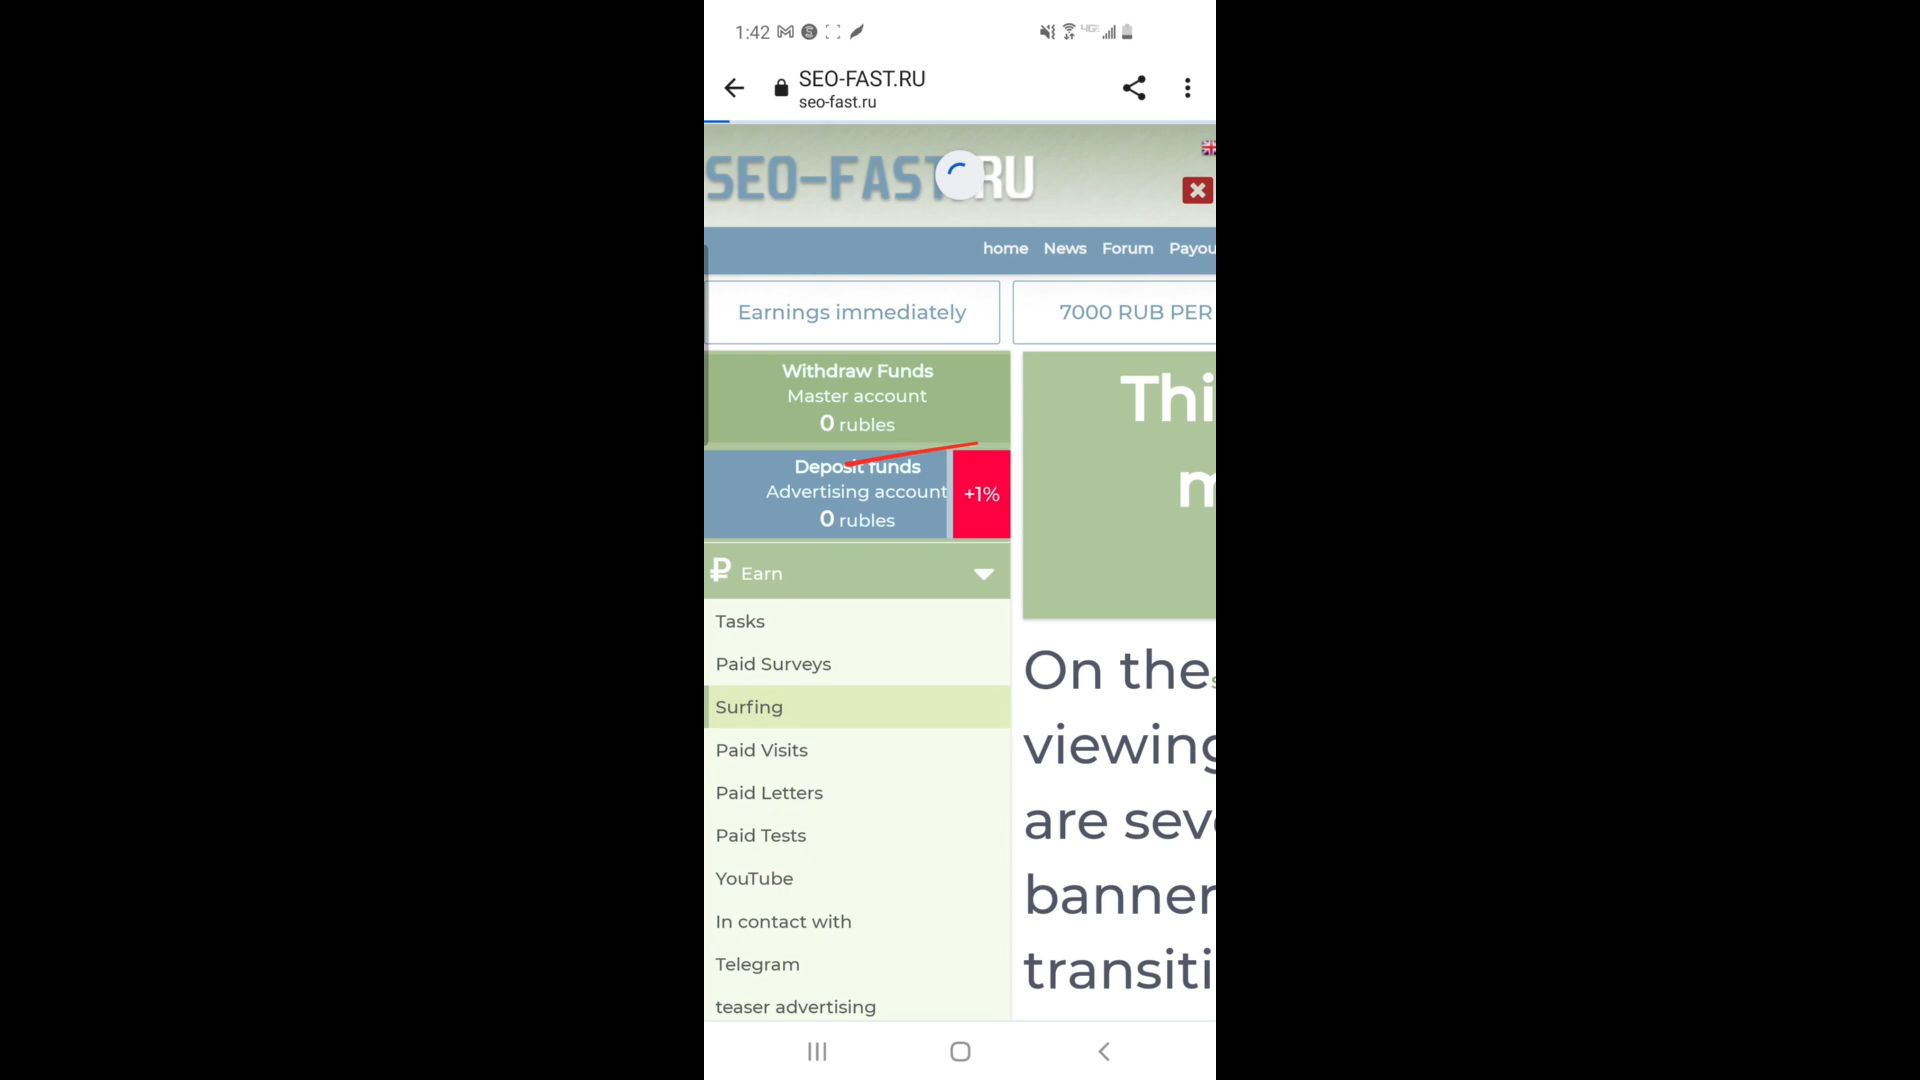 1:42
SEO-FAST.RU
seo-fast.ru
SEO-FAST RU
home News Forum Payou
Earnings immediately
7000 RUB PER
Withdraw Funds
Master account
0 rubles
Deposit funds
Advertising account
0 rubles
+1%
Earn
Tasks
Paid Surveys
Surfing
Paid Visits
Paid Letters
Paid Tests
YouTube
In contact with
Telegram
teaser advertising
Thi
m
On the
viewing
are seve
banner
transiti